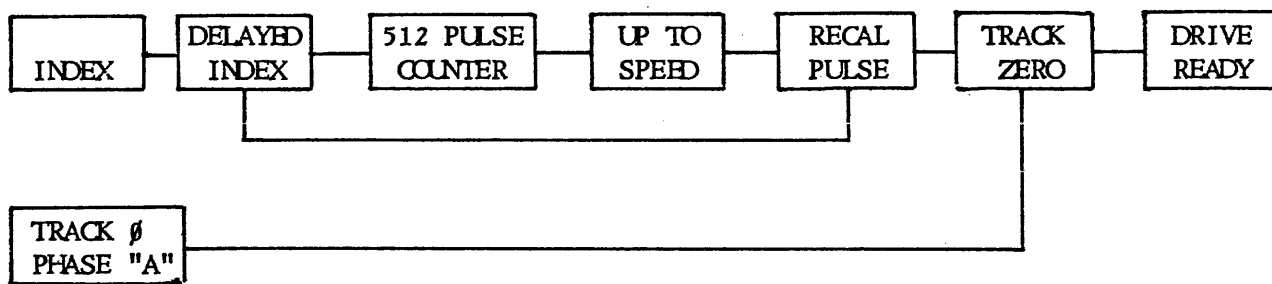 INDEX
DELAYED
INDEX
512 PULSE
COUNTER
UP TO
SPEED
RECAL
PULSE
TRACK
ZERO
DRIVE
READY
TRACK Ø
PHASE "A"